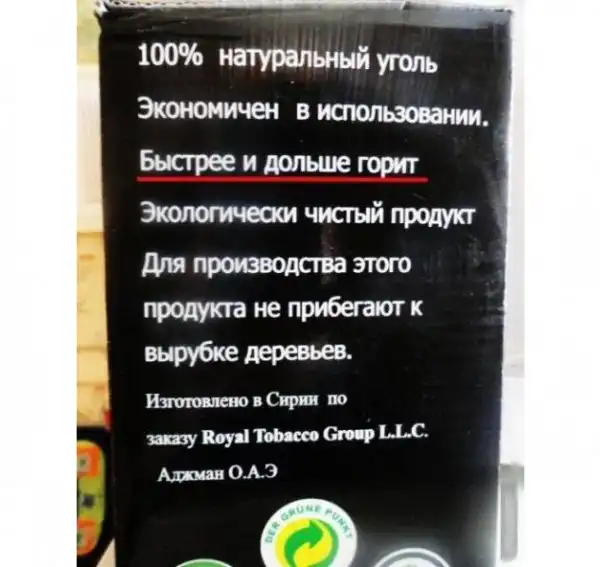 100% натуральный уголь
Экономичен в использовании.
Быстрее и дольше горит
Экологически чистый продукт
Для производства этого
продукта не прибегают к
вырубке деревьев.
Изготовлено в Сирии по
заказу Royal Tobacco Group L.L.C.
Аджман О.А.Э
DER GRÜNE PUNKT